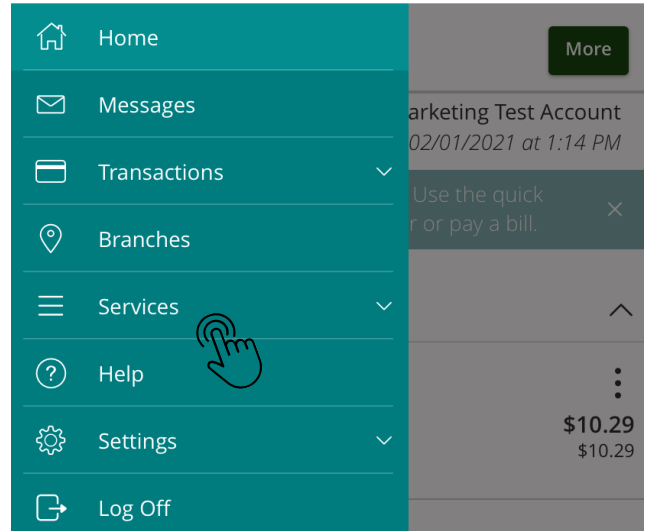 Home
More
Messages
arketing Test Account
02/01/2021 at 1:14 PM
Transactions
Use the quick
r or pay a bill.
Branches
Services
Help
$10.29
Settings
$10.29
Log Off